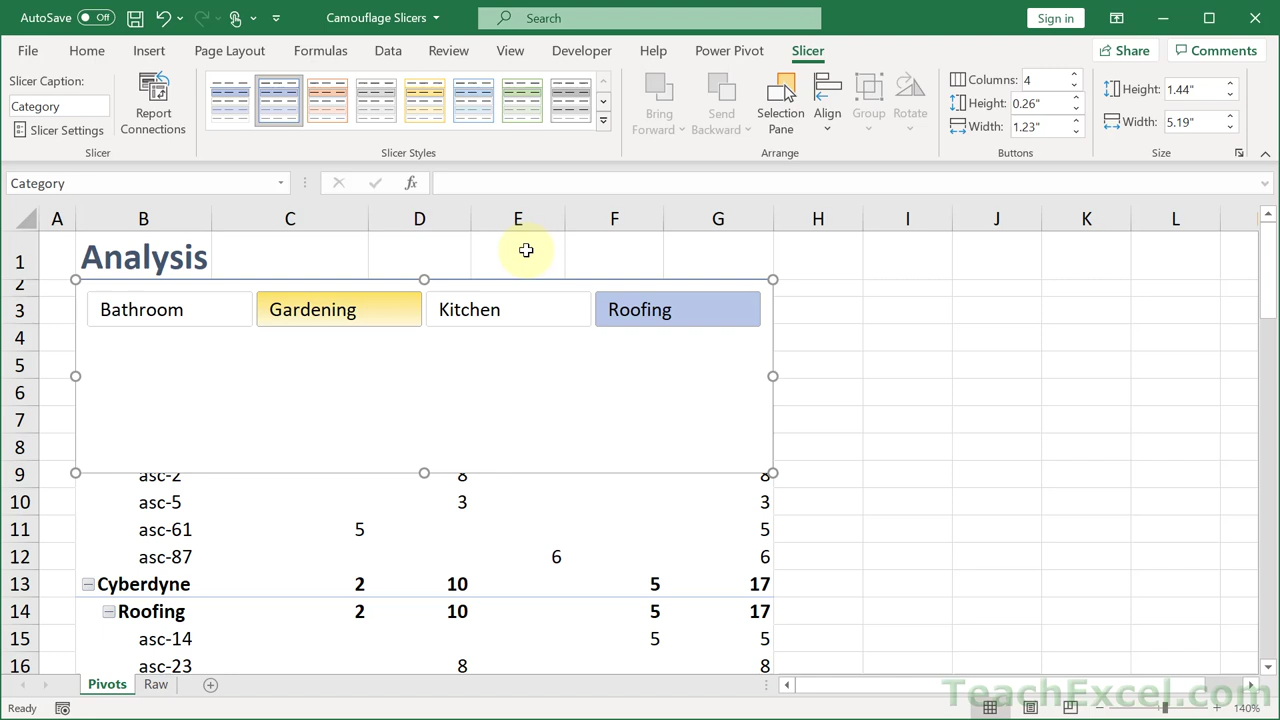 AutoSave Off
Camouflage Slicers
Search
Sign in
File Home Insert Page Layout Formulas Data Review View Developer Help Power Pivot Slicer
Share Comments
Slicer Caption:
Category
Slicer Settings
Report Connections
Bring Forward
Send Backward
Selection Pane
Align
Group
Rotate
Columns: 4
Height: 0.26"
Width: 1.23"
Height: 1.44"
Width: 5.19"
Slicer
Slicer Styles
Arrange
Buttons
Size
Category
fx
A B C D E F G H I J K L
1 Analysis
2
3 Bathroom Gardening Kitchen Roofing
4
5
6
7
8
9 asc-2 8 8
10 asc-5 3 3
11 asc-61 5 5
12 asc-87 6 6
13 Cyberdyne 2 10 5 17
14 Roofing 2 10 5 17
15 asc-14 5 5
16 asc-23 8 8
Pivots Raw
TeachExcel.com
Ready
140%